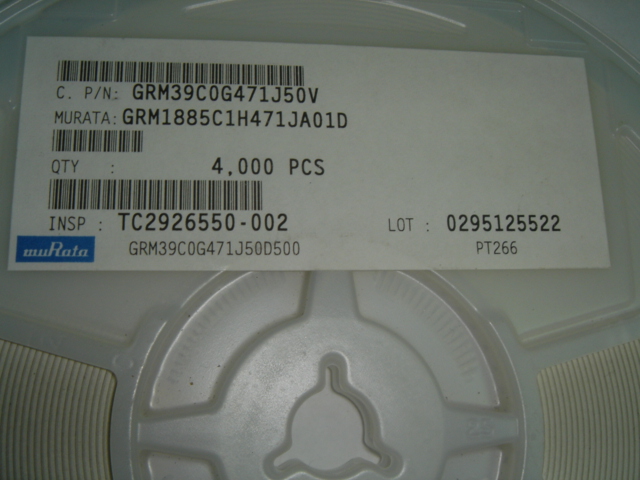 C. P/N: GRM39C0G471J50V
MURATA: GRM1885C1H471JA01D
QTY : 4,000 PCS
INSP : TC2926550-002 LOT : 0295125522
muRata GRM39C0G471J50D500 PT266